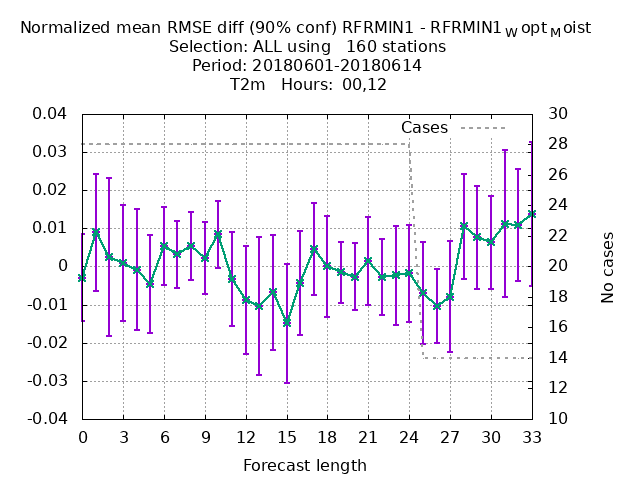 Normalized mean RMSE diff (90% conf) RFRMIN1 - RFRMIN1WoptMoist
Selection: ALL using 160 stations
Period: 20180601-20180614
T2m Hours: 00,12
Cases
0.04
0.03
0.02
0.01
0
-0.01
-0.02
-0.03
-0.04
30
28
26
24
22
20
18
16
14
12
10
No cases
0 3 6 9 12 15 18 21 24 27 30 33
Forecast length